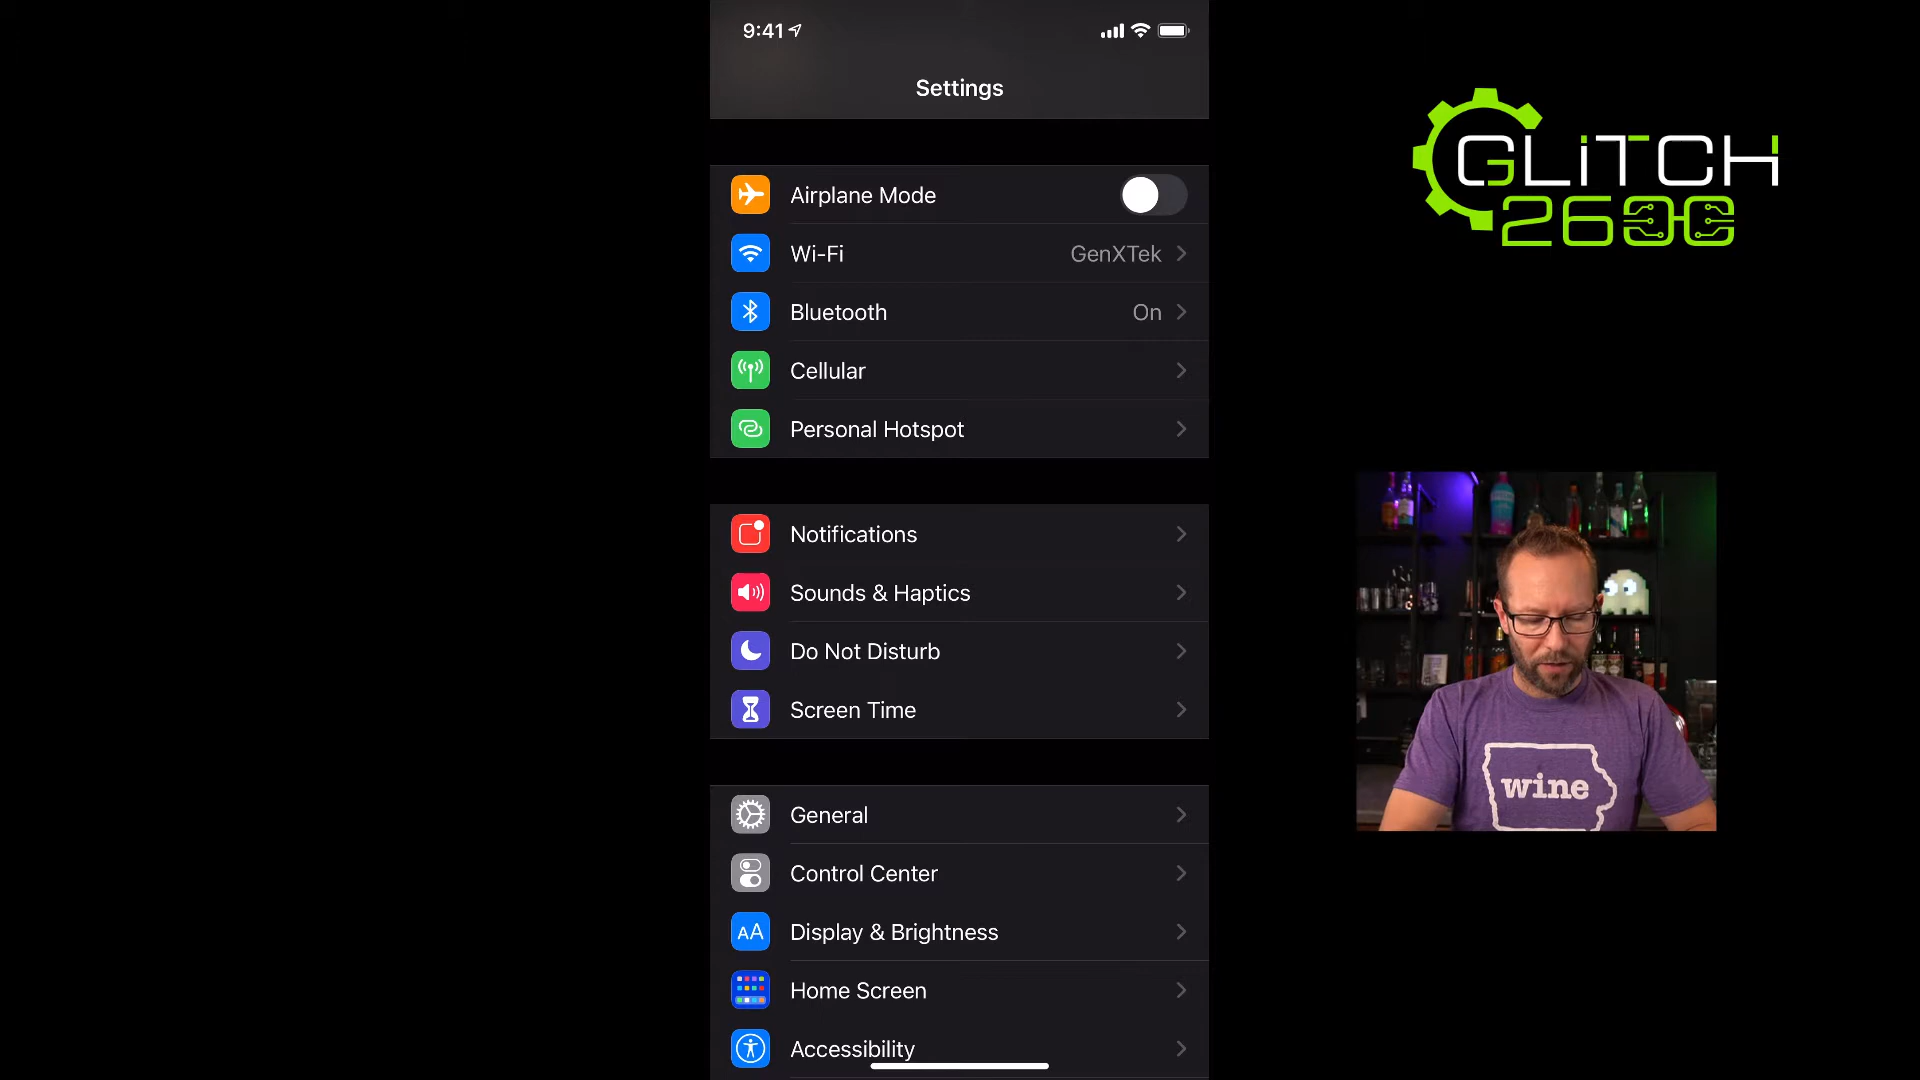 9:41
Settings
Airplane Mode
Wi-Fi GenXTek
Bluetooth On
Cellular
Personal Hotspot
Notifications
Sounds & Haptics
Do Not Disturb
Screen Time
General
Control Center
AA Display & Brightness
Home Screen
Accessibility
GLiTCH
2600
wine